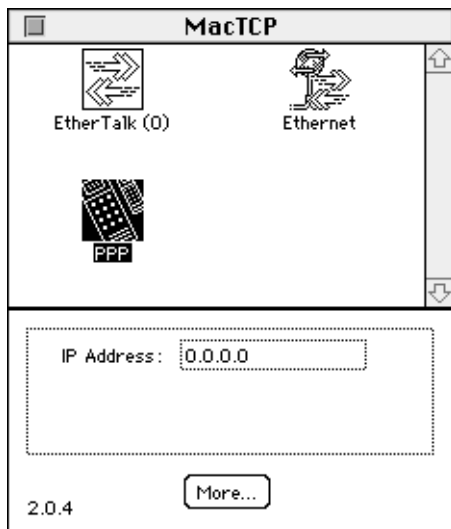 MacTCP
EtherTalk (0)
Ethernet
PPP
IP Address: 0.0.0.0
More...
2.0.4